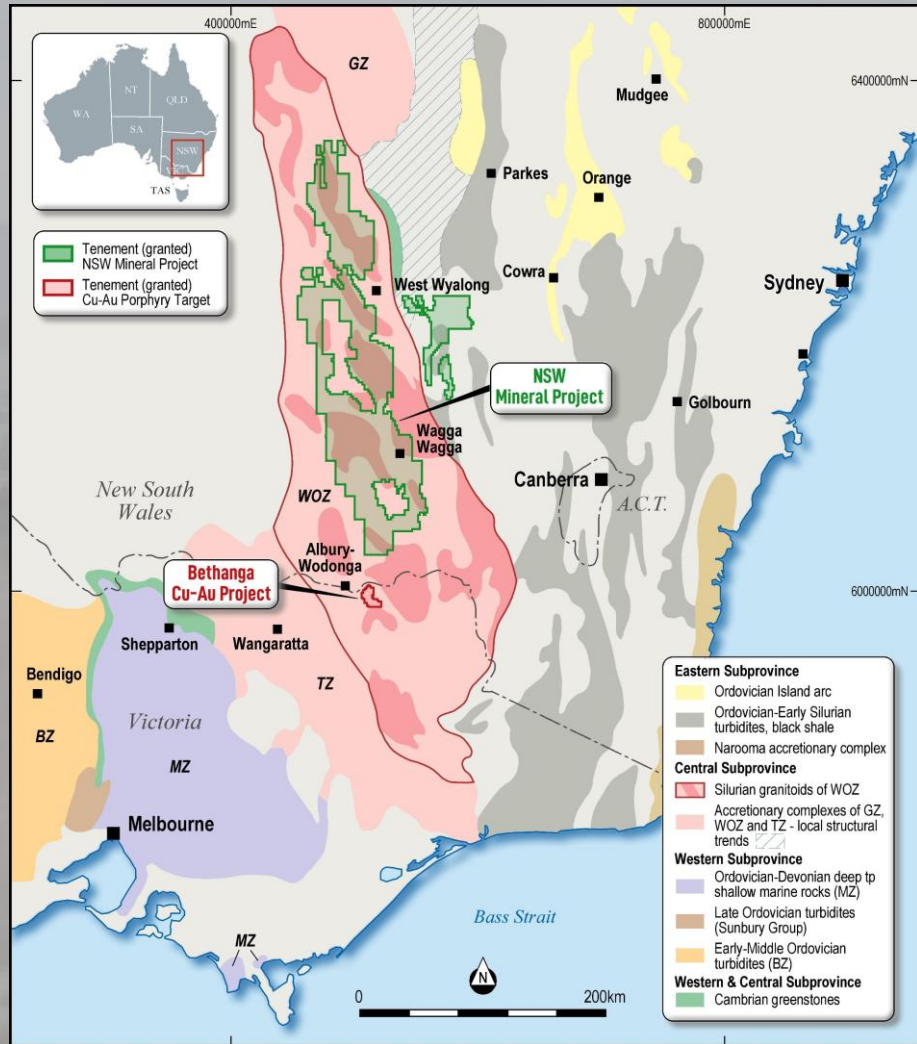 400000mE
800000mE
6400000mN
6000000mN
WA
NT
QLD
SA
NSW
TAS
Tenement (granted)
NSW Mineral Project
Tenement (granted)
Cu-Au Porphyry Target
GZ
Mudgee
Parkes
Orange
Cowra
West Wyalong
Sydney
NSW
Mineral Project
Golbourn
Wagga
Wagga
Canberra
A.C.T.
New South
Wales
WOZ
Albury-
Wodonga
Bethanga
Cu-Au Project
Shepparton
Wangaratta
Bendigo
BZ
Victoria
TZ
MZ
Melbourne
MZ
Bass Strait
N
0
200km
Eastern Subprovince
Ordovician Island arc
Ordovician-Early Silurian
turbidites, black shale
Narooma accretionary complex
Central Subprovince
Silurian granitoids of WOZ
Accretionary complexes of GZ,
WOZ and TZ - local structural
trends
Western Subprovince
Ordovician-Devonian deep tp
shallow marine rocks (MZ)
Late Ordovician turbidites
(Sunbury Group)
Early-Middle Ordovician
turbidites (BZ)
Western & Central Subprovince
Cambrian greenstones